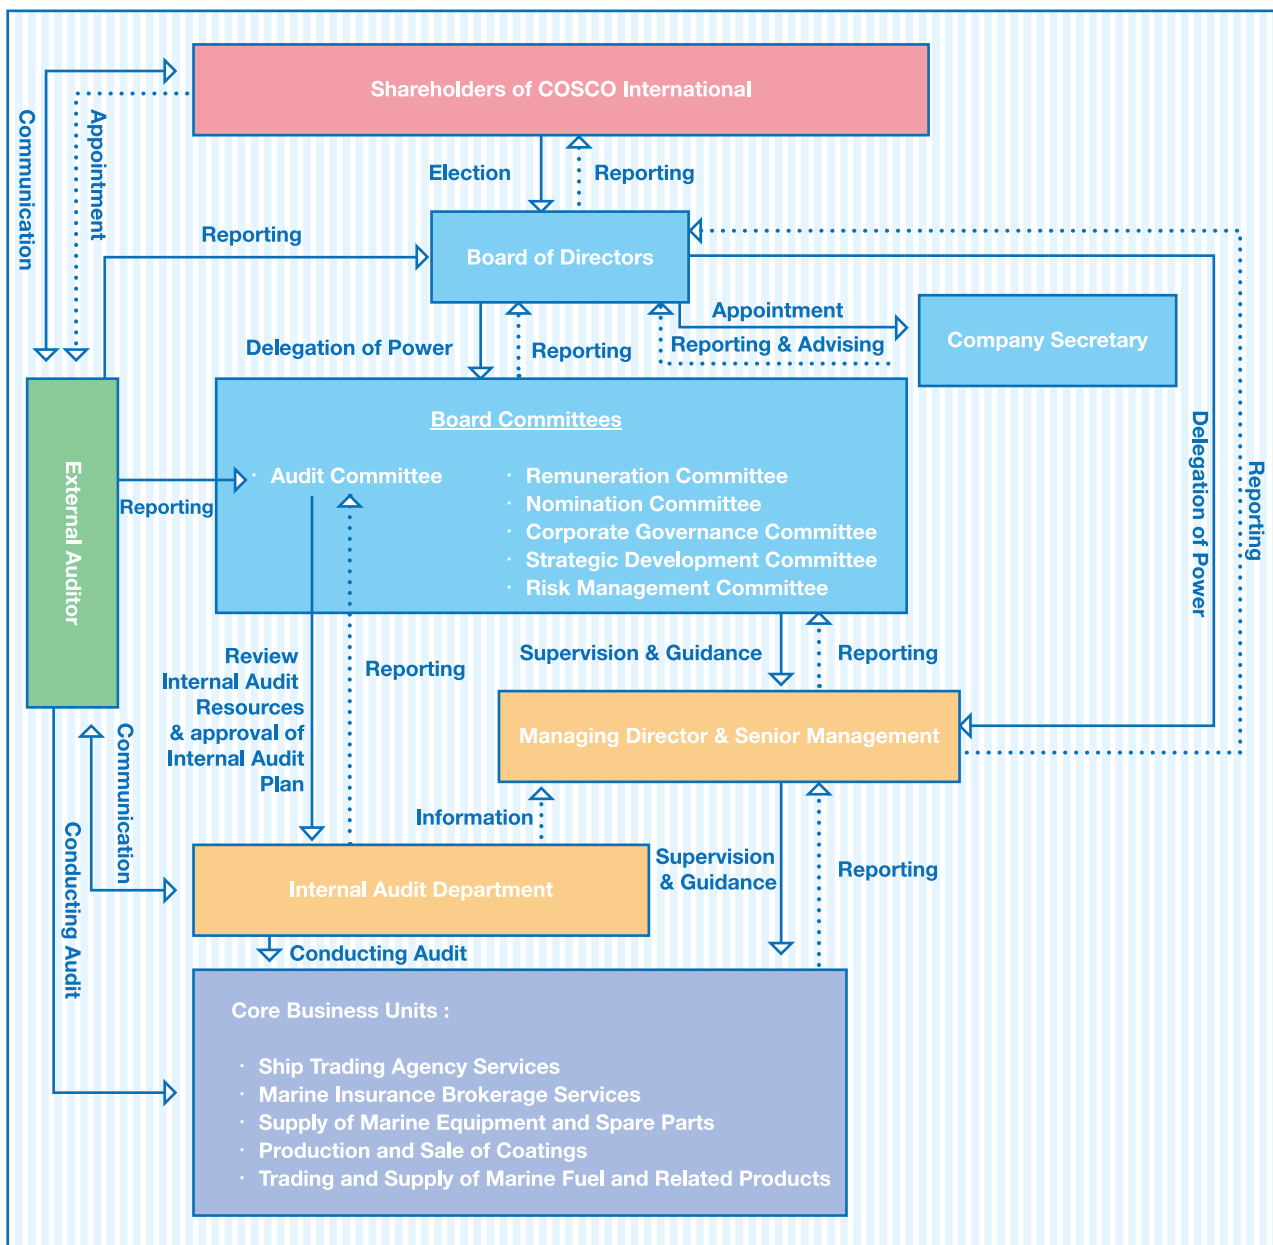 Shareholders of COSCO International
Communication
Appointment
Election
Reporting
Reporting
Board of Directors
Appointment
Reporting & Advising
Company Secretary
Delegation of Power
Reporting
Board Committees
· Audit Committee
· Remuneration Committee
· Nomination Committee
· Corporate Governance Committee
· Strategic Development Committee
· Risk Management Committee
External Auditor
Reporting
Delegation of Power
Reporting
Review
Internal Audit
Resources
& approval of
Internal Audit
Plan
Reporting
Supervision & Guidance
Reporting
Managing Director & Senior Management
Communication
Conducting Audit
Information
Supervision
& Guidance
Reporting
Internal Audit Department
Conducting Audit
Core Business Units :
· Ship Trading Agency Services
· Marine Insurance Brokerage Services
· Supply of Marine Equipment and Spare Parts
· Production and Sale of Coatings
· Trading and Supply of Marine Fuel and Related Products